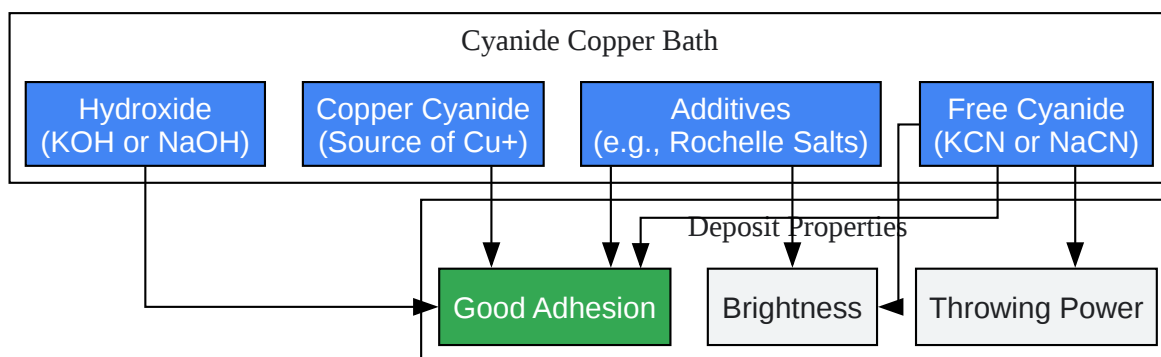 Cyanide Copper Bath
Hydroxide
(KOH or NaOH)
Copper Cyanide
(Source of Cu+)
Additives
(e.g., Rochelle Salts)
Free Cyanide
(KCN or NaCN)
Deposit Properties
Good Adhesion
Brightness
Throwing Power